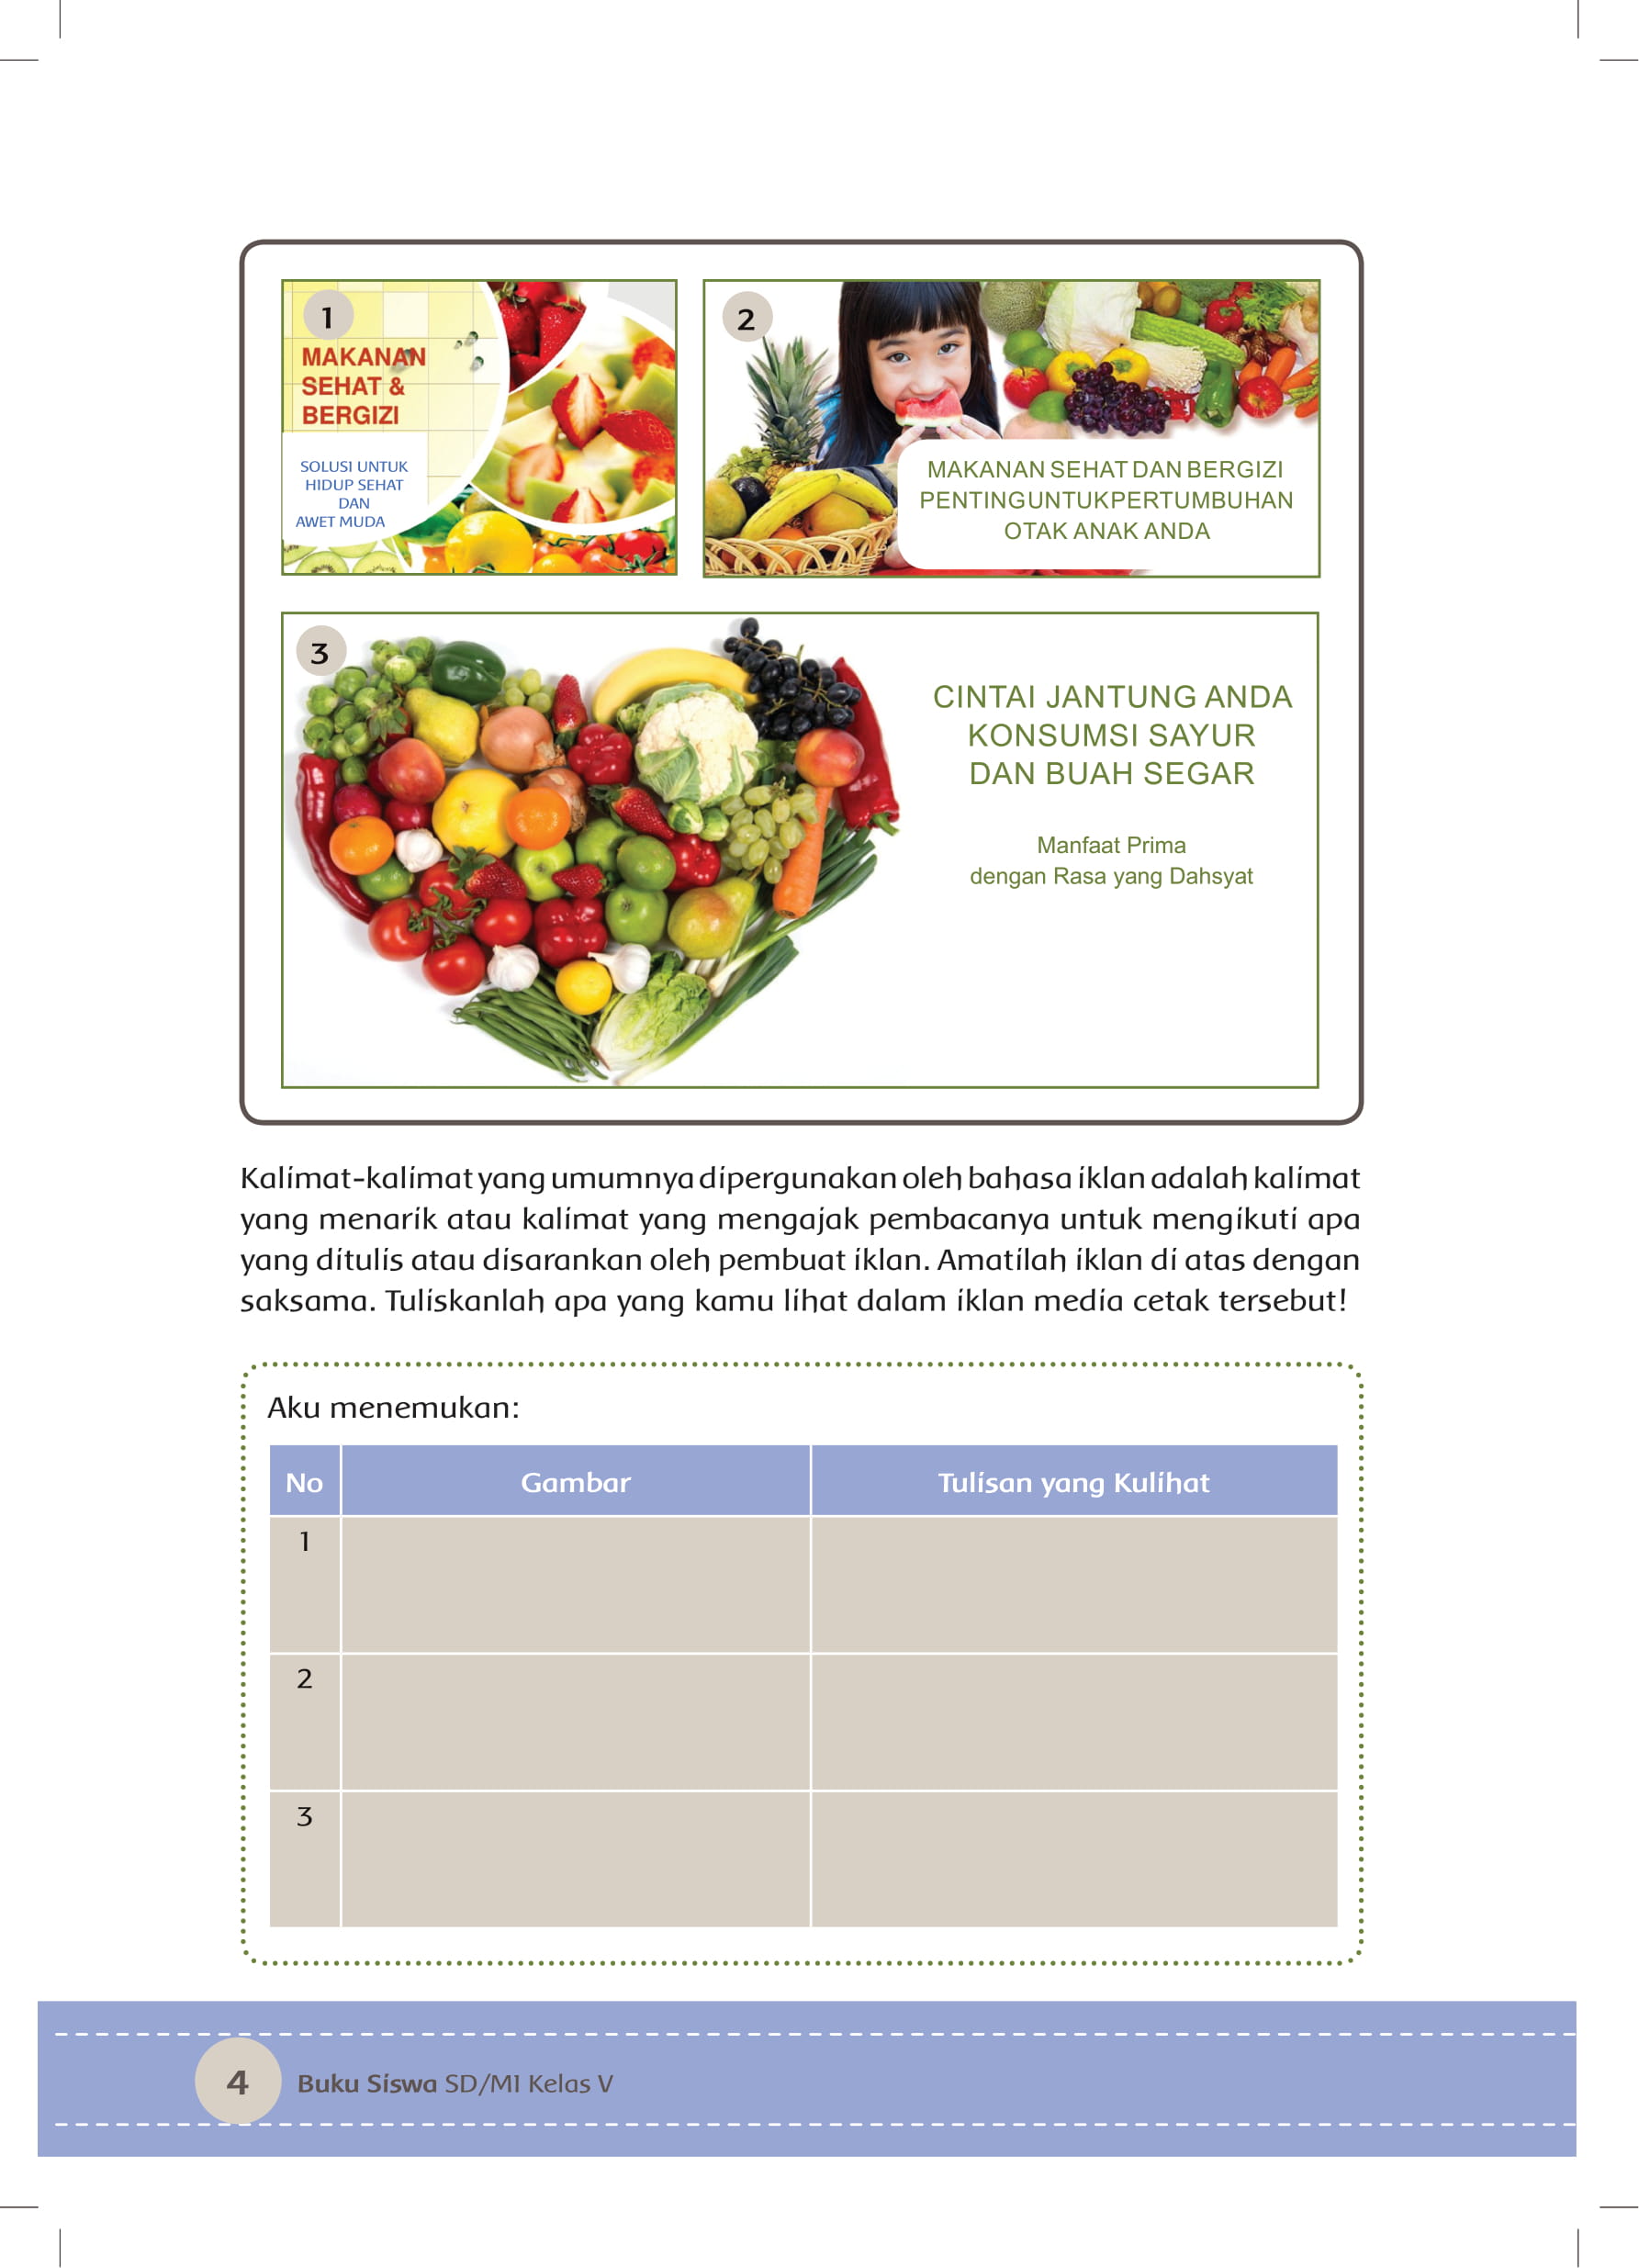 1
MAKANAN
SEHAT &
BERGIZI
SOLUSI UNTUK
HIDUP SEHAT
DAN
AWET MUDA
2
MAKANAN SEHAT DAN BERGIZI
PENTINGUNTUKPERTUMBUHAN
OTAK ANAK ANDA
3
CINTAI JANTUNG ANDA
KONSUMSI SAYUR
DAN BUAH SEGAR
Manfaat Prima
dengan Rasa yang Dahsyat
Kalimat-kalimat yang umumnya dipergunakan oleh bahasa iklan adalah kalimat
yang menarik atau kalimat yang mengajak pembacanya untuk mengikuti apa
yang ditulis atau disarankan oleh pembuat iklan. Amatilah iklan di atas dengan
saksama. Tuliskanlah apa yang kamu lihat dalam iklan media cetak tersebut!
Aku menemukan:
No Gambar Tulisan yang Kulihat
1
2
3
4 Buku Siswa SD/MI Kelas V